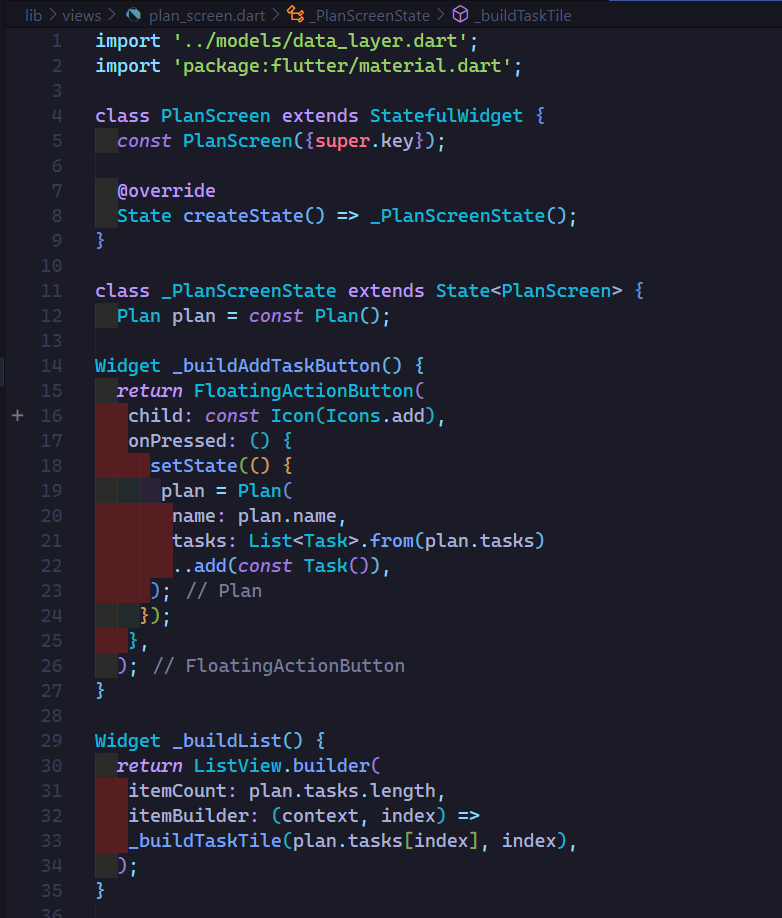 lib > views > plan_screen.dart > _PlanScreenState > _buildTaskTile
1 import '../models/data_layer.dart';
2 import 'package:flutter/material.dart';
3
4 class PlanScreen extends StatefulWidget {
5   const PlanScreen({super.key});
6
7   @override
8   State createState() => _PlanScreenState();
9 }
10
11 class _PlanScreenState extends State<PlanScreen> {
12   Plan plan = const Plan();
13
14 Widget _buildAddTaskButton() {
15   return FloatingActionButton(
+ 16    child: const Icon(Icons.add),
17    onPressed: () {
18      setState(() {
19       plan = Plan(
20        name: plan.name,
21        tasks: List<Task>.from(plan.tasks)
22        ..add(const Task()),
23      ); // Plan
24     });
25    },
26   ); // FloatingActionButton
27 }
28
29 Widget _buildList() {
30   return ListView.builder(
31    itemCount: plan.tasks.length,
32    itemBuilder: (context, index) =>
33    _buildTaskTile(plan.tasks[index], index),
34   );
35 }
36